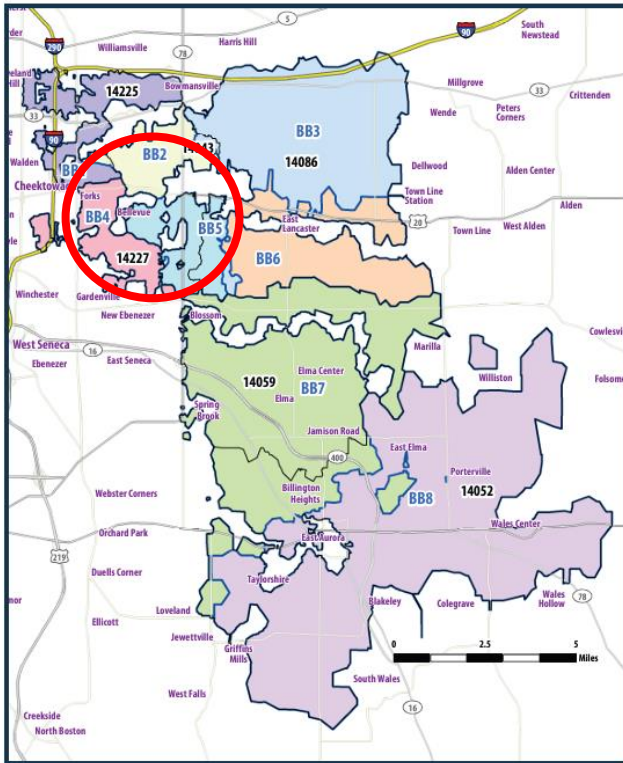 5
South
Newstead
Harris Hill
90
290
Williamsville
78
Bowmansville
14225
33
Millgrove
33
Crittenden
Wende
Peters
Corners
BB3
14086
BB2
90
Walden
Cheektowaga
Dellwood
Alden Center
Town Line
Station
Forks
BB4
Bellevue
BB5
East
Lancaster
20
Alden
Town Line
West Alden
14227
BB6
Winchester
Gardenville
New Ebenezer
Blossom
West Seneca
Ebenezer
16
East Seneca
Marilla
Cowlesville
Williston
14059
Elma Center
Elma
BB7
Spring
Brook
Jamison Road
400
East Elma
Porterville
14052
BB8
Billington
Heights
Webster Corners
Orchard Park
East Aurora
Wales Center
219
Duells Corner
Taylorshire
Blakeley
Colegrave
Wales
Hollow
78
Loveland
Ellicott
Jewettville
Griffins
Mills
0
2.5
5
Miles
South Wales
West Falls
16
Creekside
North Boston